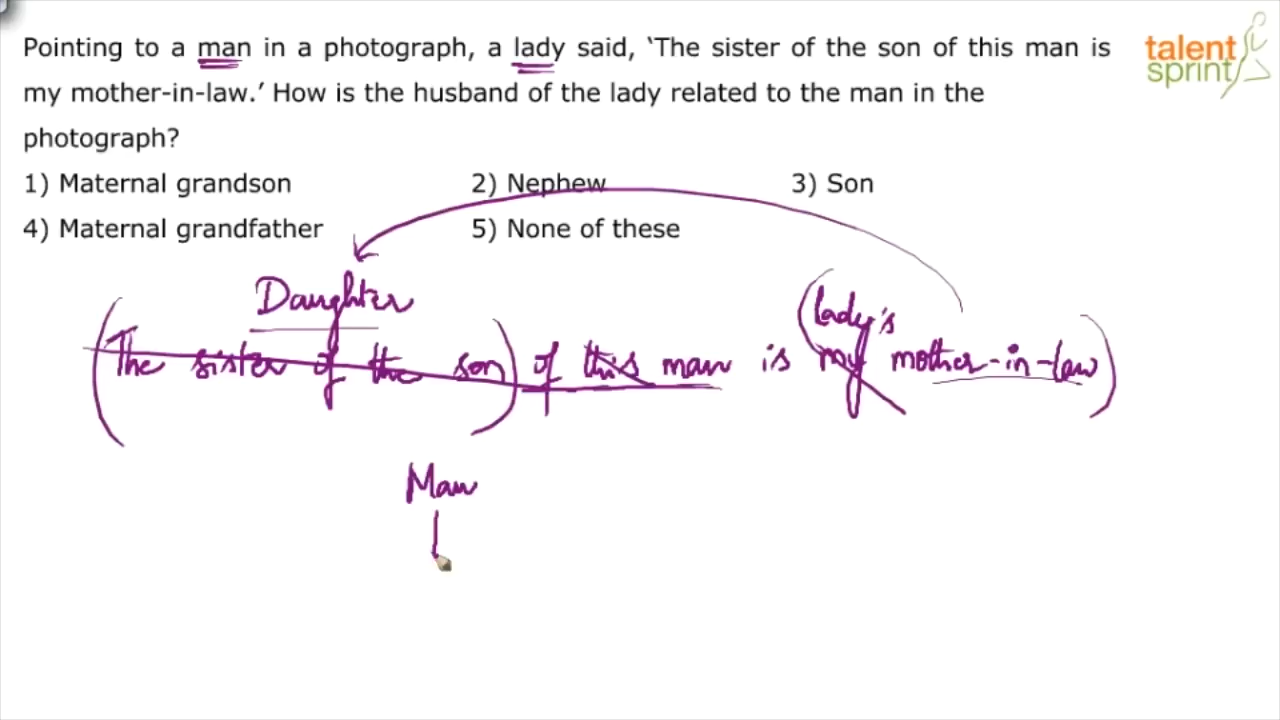 Pointing to a man in a photograph, a lady said, ‘The sister of the son of this man is
my mother-in-law.’ How is the husband of the lady related to the man in the
photograph?
1) Maternal grandson 2) Nephew 3) Son
4) Maternal grandfather 5) None of these
talent
sprint
Daughter
(lady's
(The sister of the son) of this man is my mother-in-law)
Man